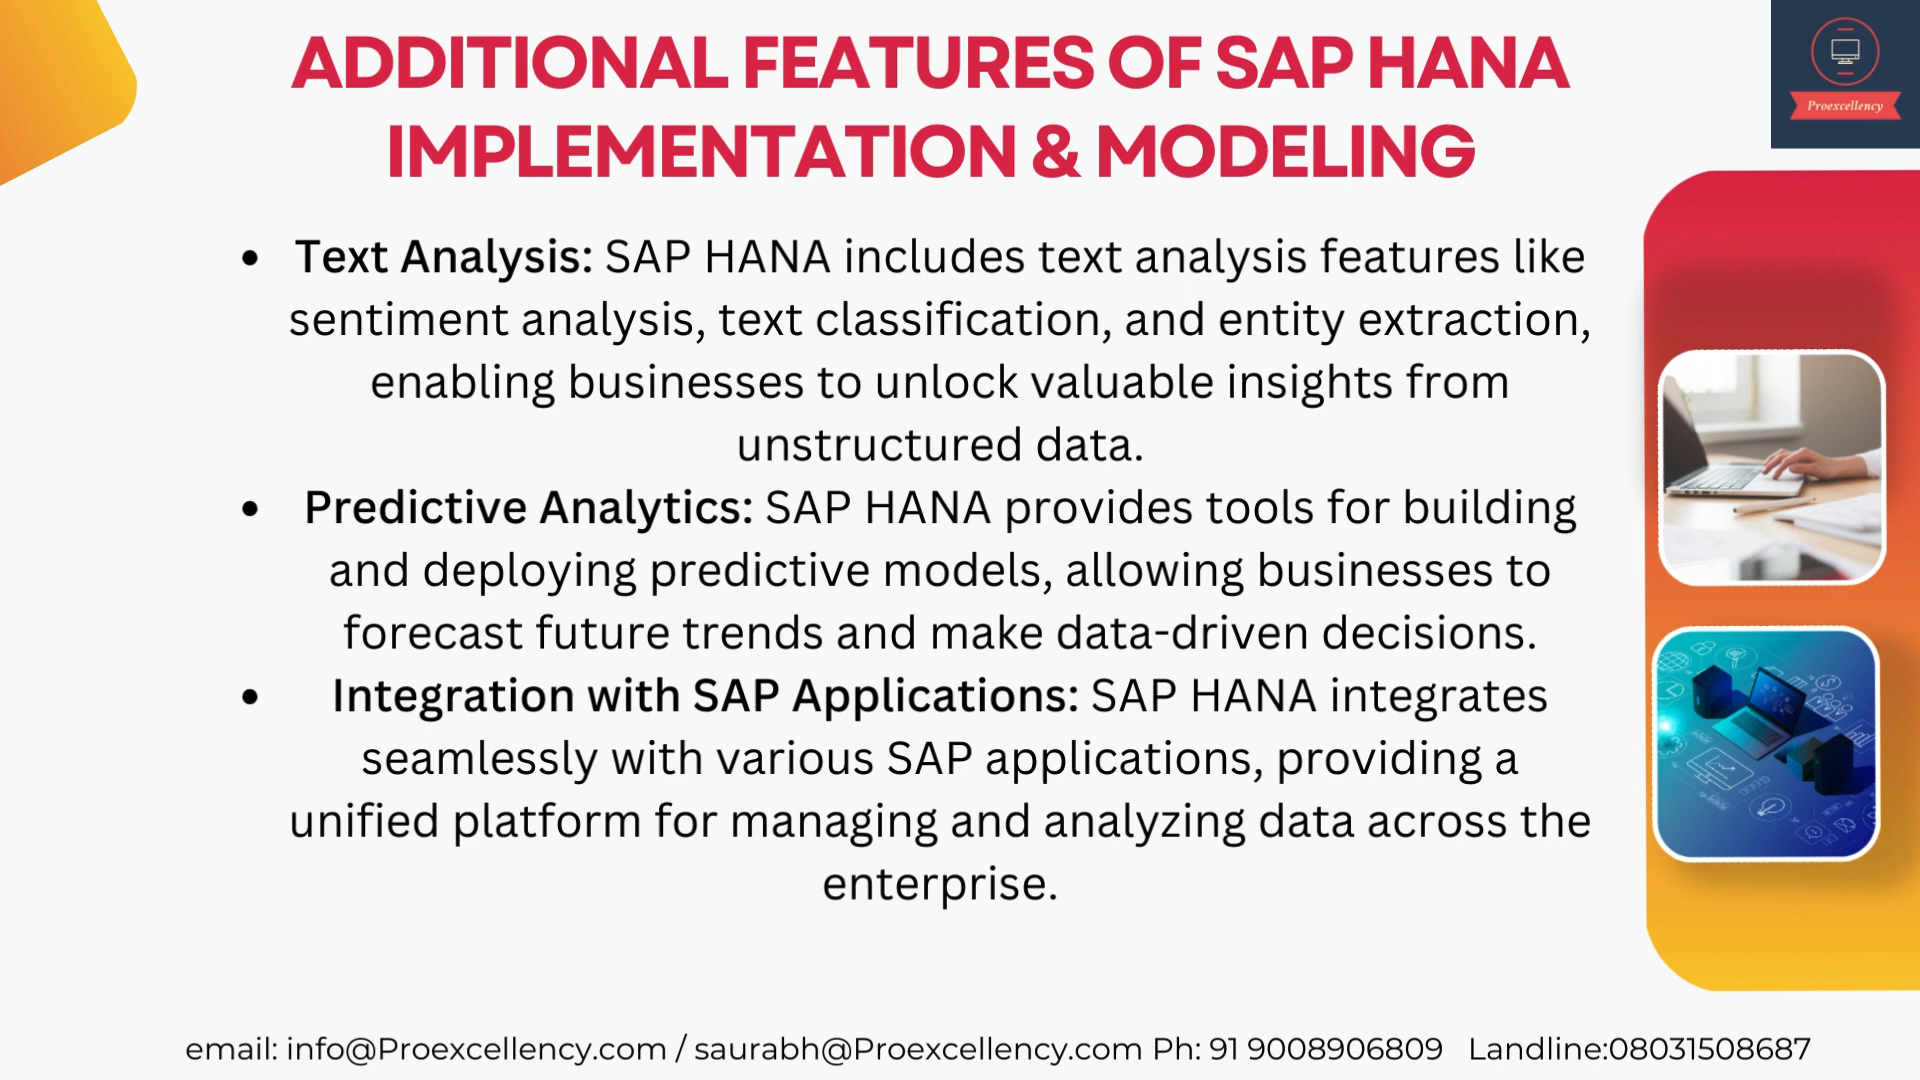 ADDITIONAL FEATURES OF SAP HANA
IMPLEMENTATION & MODELING
Proexcellency
• Text Analysis: SAP HANA includes text analysis features like
sentiment analysis, text classification, and entity extraction,
enabling businesses to unlock valuable insights from
unstructured data.
• Predictive Analytics: SAP HANA provides tools for building
and deploying predictive models, allowing businesses to
forecast future trends and make data-driven decisions.
• Integration with SAP Applications: SAP HANA integrates
seamlessly with various SAP applications, providing a
unified platform for managing and analyzing data across the
enterprise.
email: info@Proexcellency.com / saurabh@Proexcellency.com Ph: 91 9008906809 Landline:08031508687